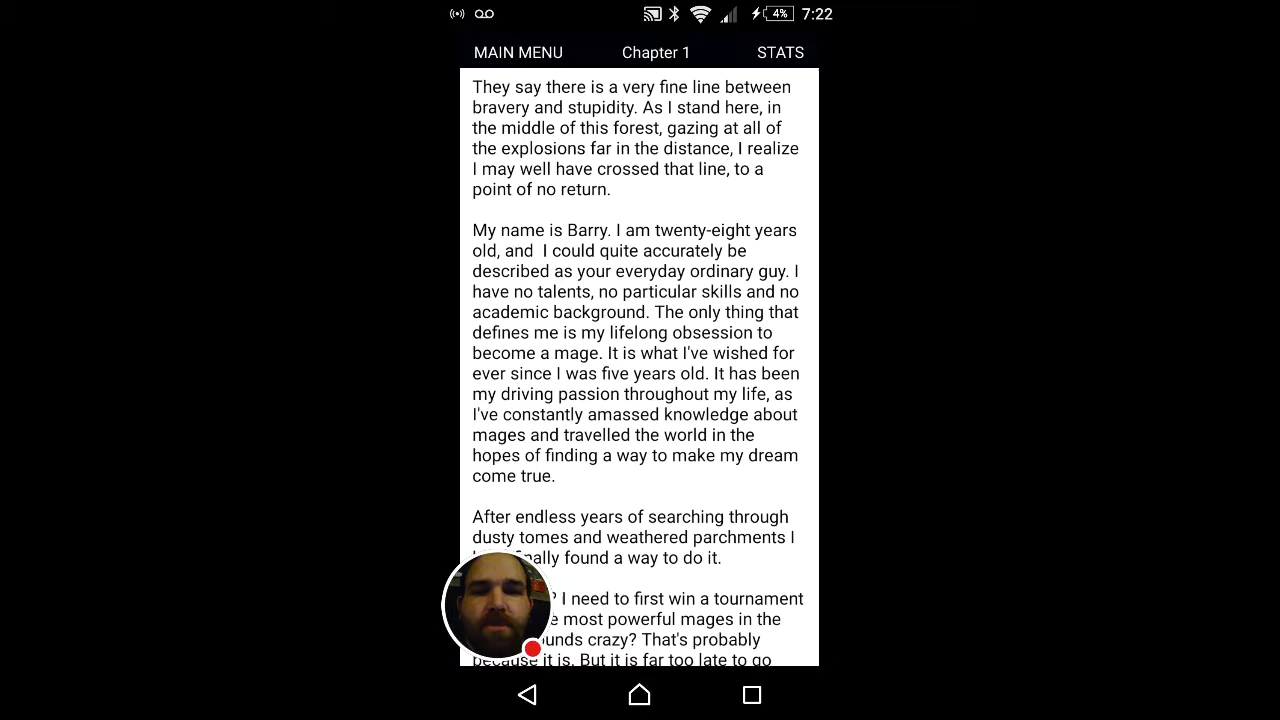 4% 7:22
MAIN MENU Chapter 1 STATS
They say there is a very fine line between
bravery and stupidity. As I stand here, in
the middle of this forest, gazing at all of
the explosions far in the distance, I realize
I may well have crossed that line, to a
point of no return.
My name is Barry. I am twenty-eight years
old, and  I could quite accurately be
described as your everyday ordinary guy. I
have no talents, no particular skills and no
academic background. The only thing that
defines me is my lifelong obsession to
become a mage. It is what I've wished for
ever since I was five years old. It has been
my driving passion throughout my life, as
I've constantly amassed knowledge about
mages and travelled the world in the
hopes of finding a way to make my dream
come true.
After endless years of searching through
dusty tomes and weathered parchments I
finally found a way to do it.
? I need to first win a tournament
most powerful mages in the
crazy? That's probably
because it is. But it is far too late to go